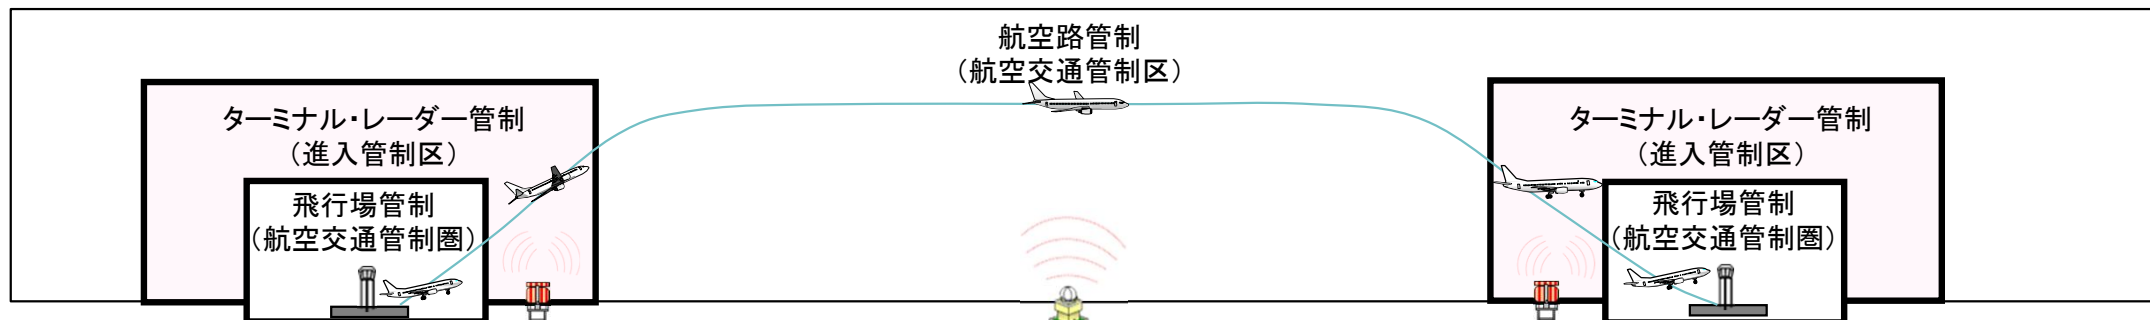 航空路管制
（航空交通管制区）
ターミナル・レーダー管制
（進入管制区）
飛行場管制
（航空交通管制圏）
ターミナル・レーダー管制
（進入管制区）
飛行場管制
（航空交通管制圏）